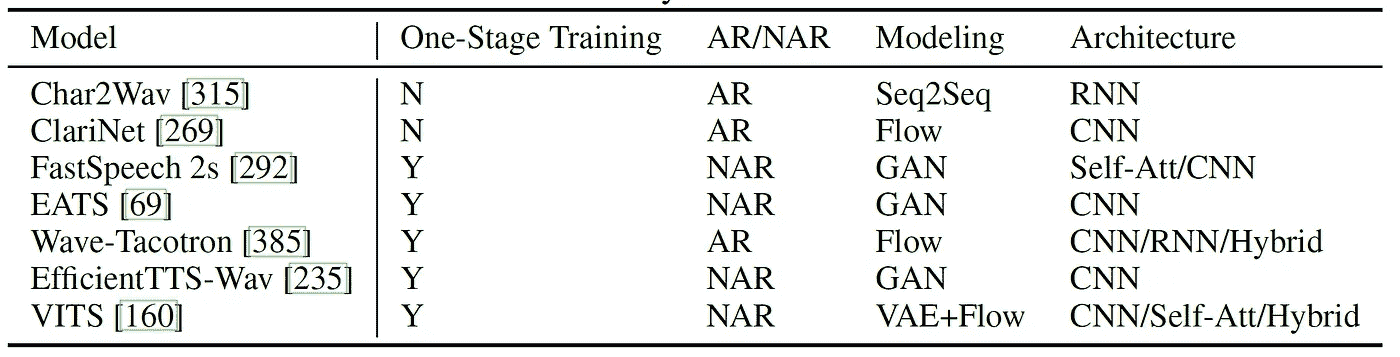 Model One-Stage Training AR/NAR Modeling Architecture
Char2Wav [315] N AR Seq2Seq RNN
ClariNet [269] N AR Flow CNN
FastSpeech 2s [292] Y NAR GAN Self-Att/CNN
EATS [69] Y NAR GAN CNN
Wave-Tacotron [385] Y AR Flow CNN/RNN/Hybrid
EfficientTTS-Wav [235] Y NAR GAN CNN
VITS [160] Y NAR VAE+Flow CNN/Self-Att/Hybrid